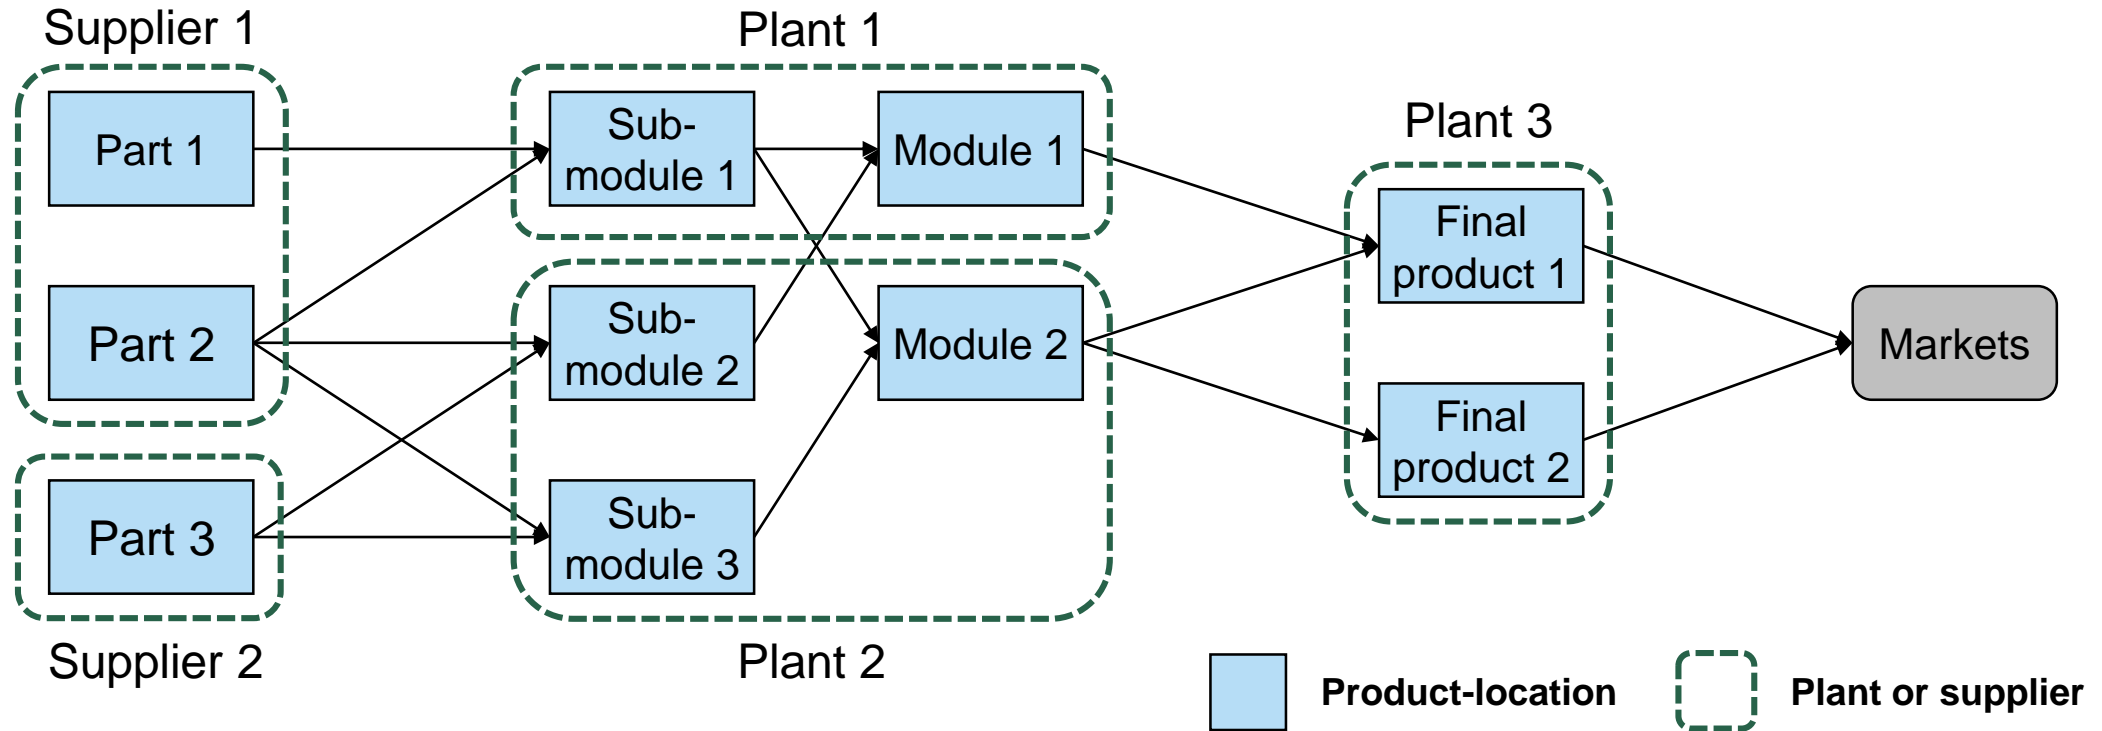 Supplier 1
Plant 1
Plant 3
Part 1
Sub-
module 1
Module 1
Final
product 1
Part 2
Sub-
module 2
Module 2
Markets
Final
product 2
Part 3
Sub-
module 3
Supplier 2
Plant 2
Product-location
Plant or supplier